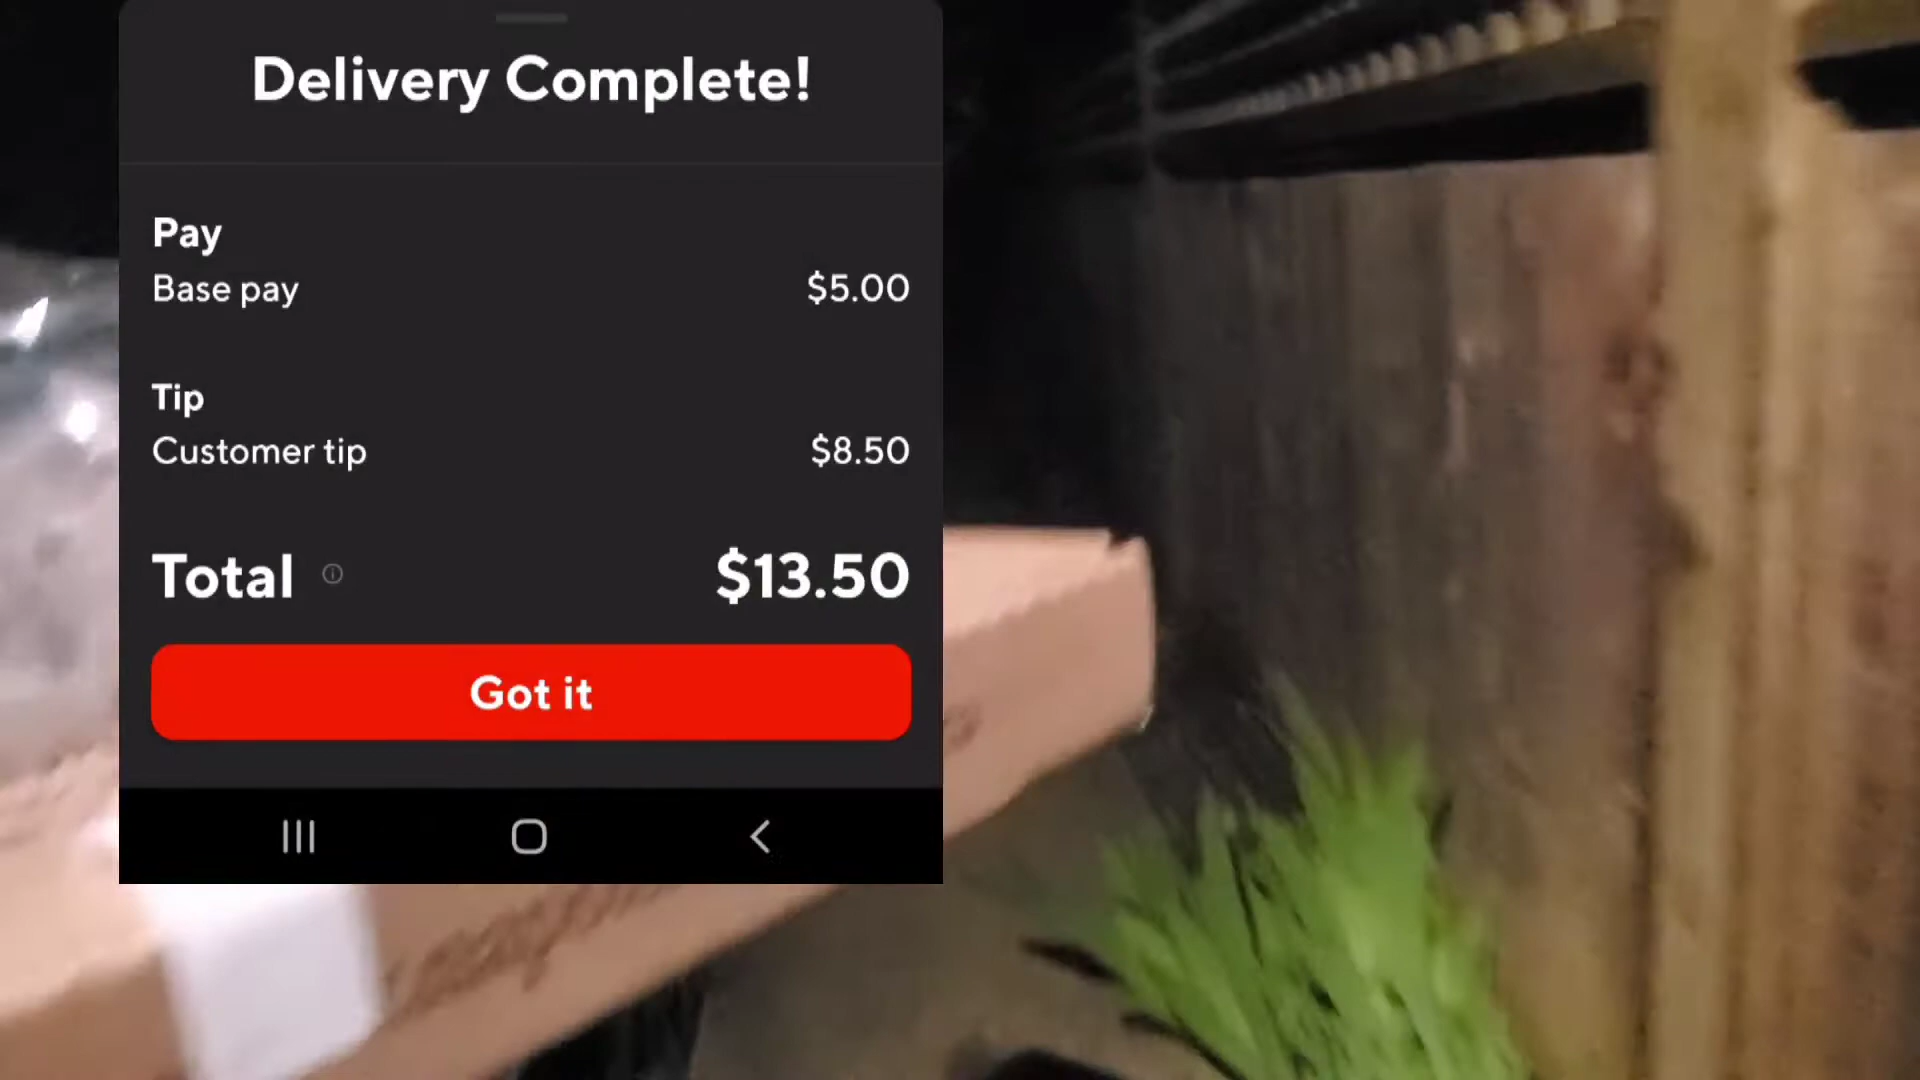 Delivery Complete!
Pay
Base pay $5.00
Tip
Customer tip $8.50
Total $13.50
Got it